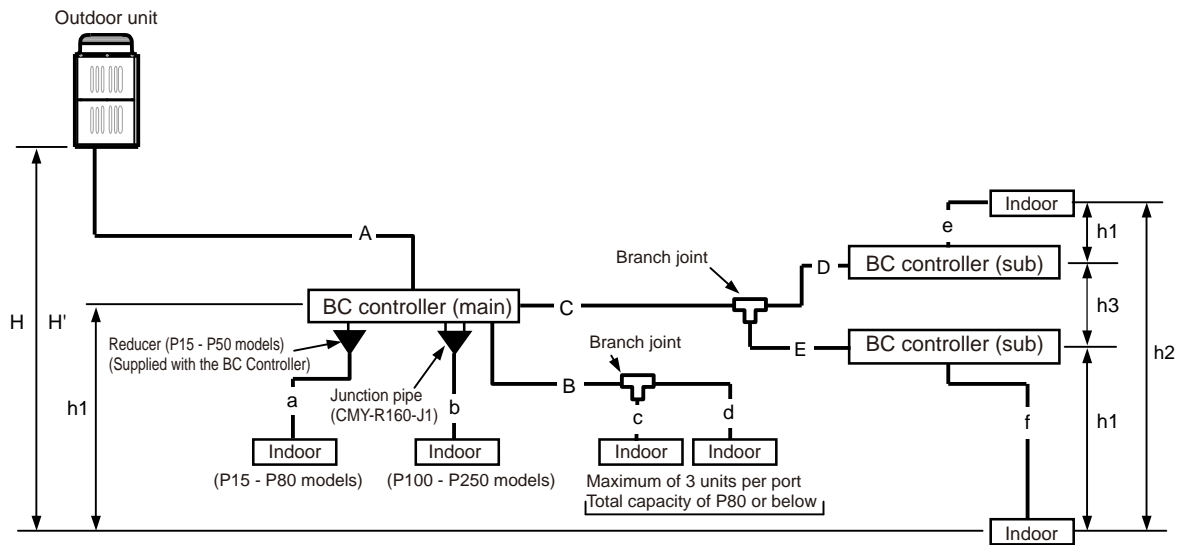 Outdoor unit
A
H
H'
BC controller (main)
C
Branch joint
D
E
e
Indoor
BC controller (sub)
BC controller (sub)
h1
h3
h2
h1
h1
Reducer (P15 - P50 models)
(Supplied with the BC Controller)
a
Junction pipe
(CMY-R160-J1)
b
B
Branch joint
c
d
f
Indoor
(P15 - P80 models)
Indoor
(P100 - P250 models)
Indoor
Indoor
Maximum of 3 units per port
Total capacity of P80 or below
Indoor